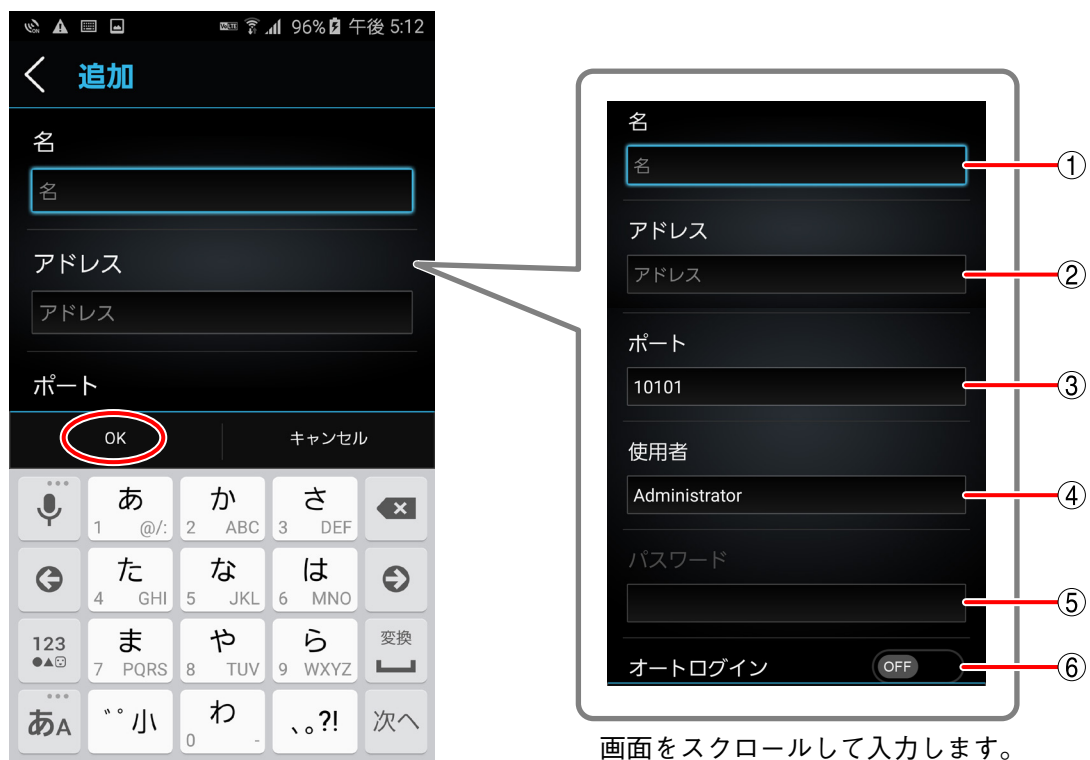 ON 96% 午後 5:12
追加
名
名
アドレス
アドレス
ポート
OK キャンセル
あ 1 @/: か 2 ABC さ 3 DEF
た 4 GHI な 5 JKL は 6 MNO
123 ま 7 PQRS や 8 TUV ら 9 WXYZ 変換
あA ゛゜小 わ 0 - 、。?! 次へ
名
名 ①
アドレス
アドレス ②
ポート
10101 ③
使用者
Administrator ④
パスワード
⑤
オートログイン OFF ⑥
画面をスクロールして入力します。